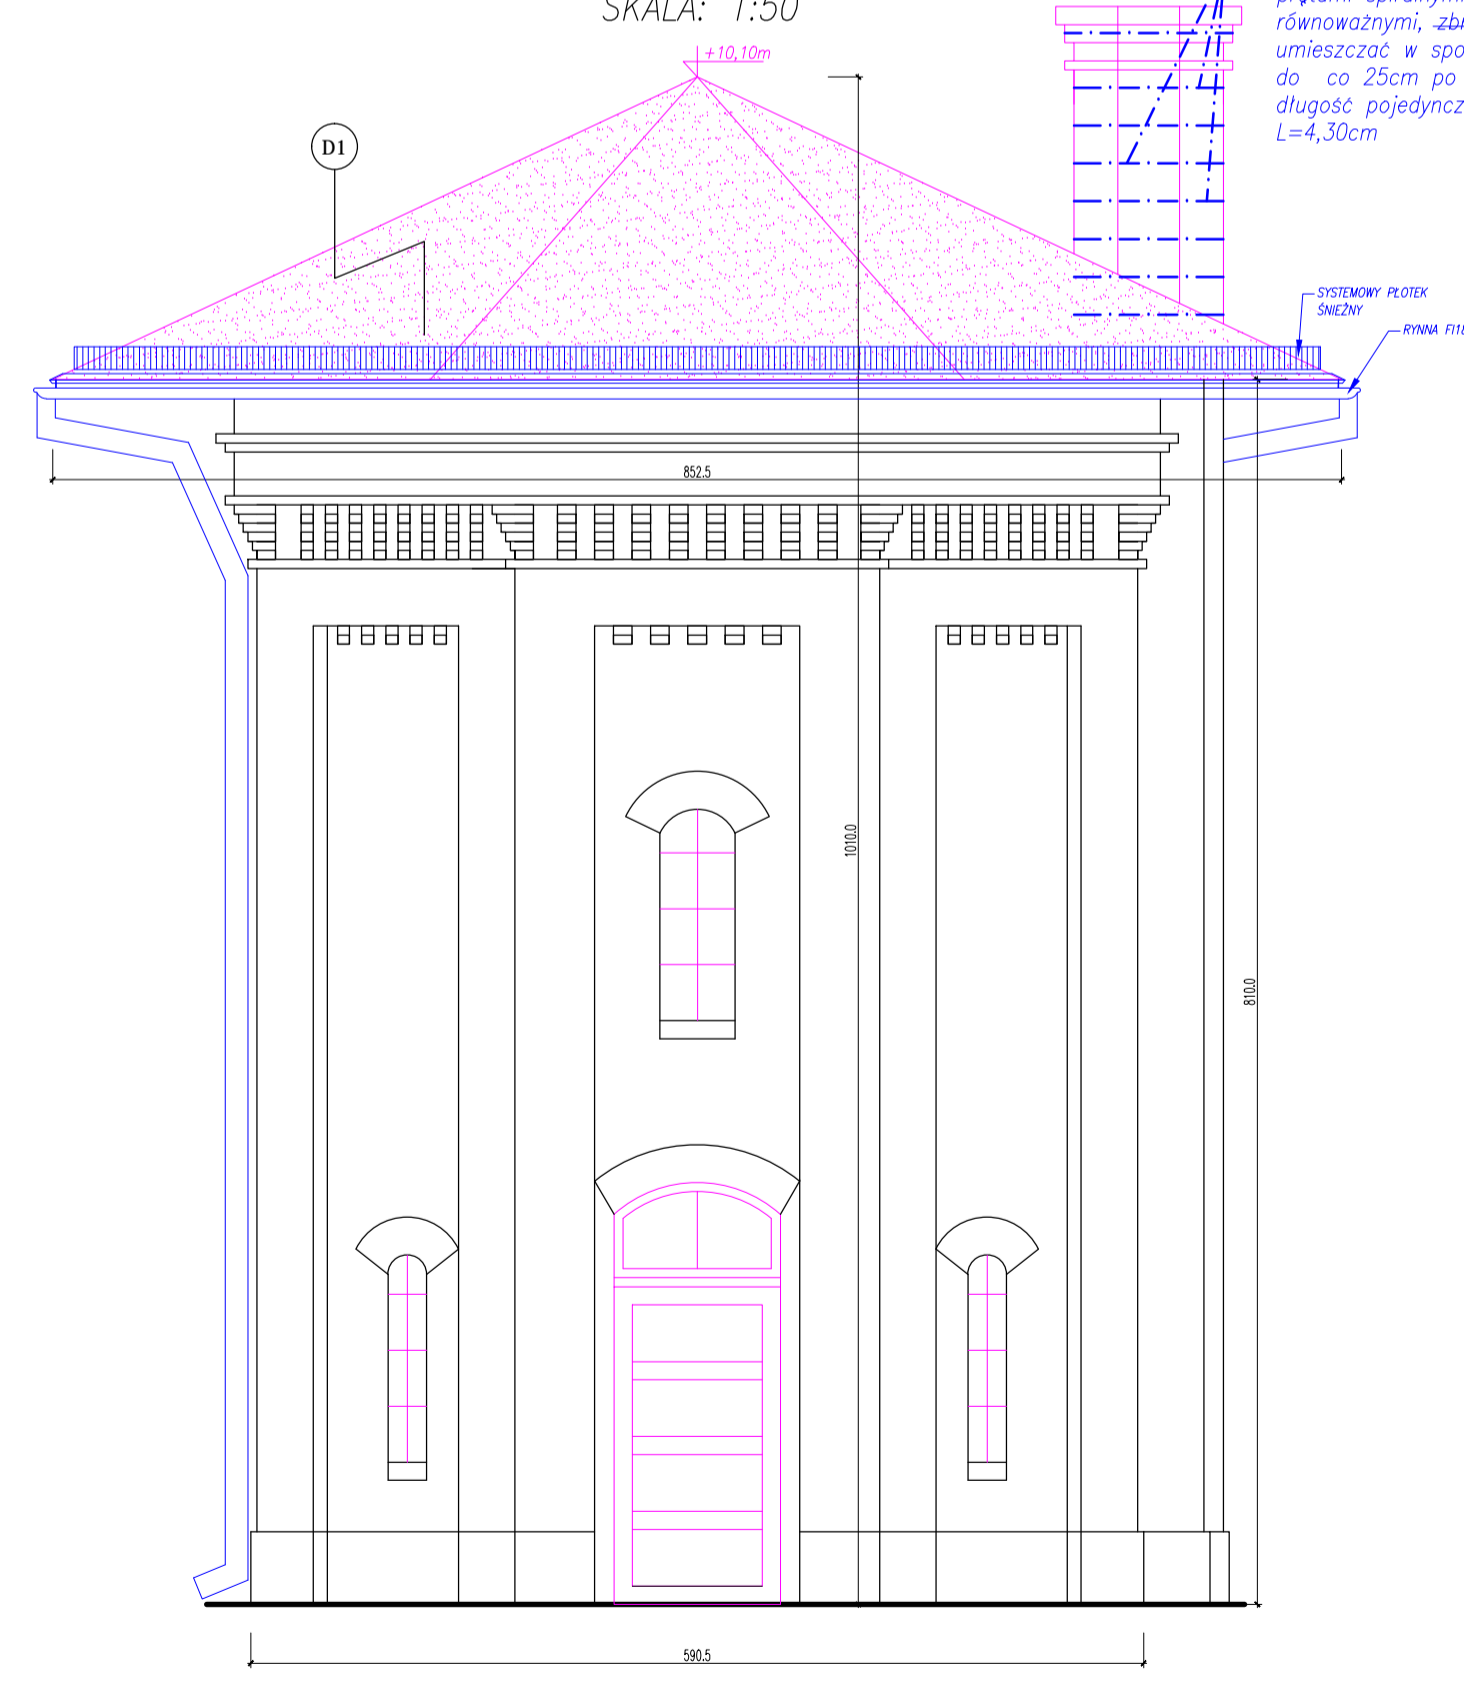 SKALA: 1:50
+10,10m
równoważnymi,
umieszczać w
do co 25cm po
długość
L=4,30cm
D1
SYSTEMOWY PŁOTEK
ŚNIEŻNY
RYNNA
852.5
1010.0
810.0
590.5